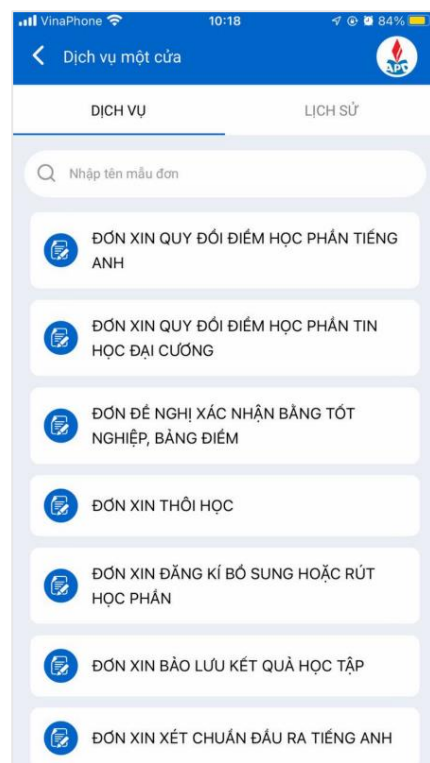 VinaPhone 10:18 84%
Dịch vụ một cửa
APD
DỊCH VỤ LỊCH SỬ
Nhập tên mẫu đơn
ĐƠN XIN QUY ĐỔI ĐIỂM HỌC PHẦN TIẾNG
ANH
ĐƠN XIN QUY ĐỔI ĐIỂM HỌC PHẦN TIN
HỌC ĐẠI CƯƠNG
ĐƠN ĐỀ NGHỊ XÁC NHẬN BẰNG TỐT
NGHIỆP, BẢNG ĐIỂM
ĐƠN XIN THÔI HỌC
ĐƠN XIN ĐĂNG KÍ BỔ SUNG HOẶC RÚT
HỌC PHẦN
ĐƠN XIN BẢO LƯU KẾT QUẢ HỌC TẬP
ĐƠN XIN XÉT CHUẨN ĐẦU RA TIẾNG ANH